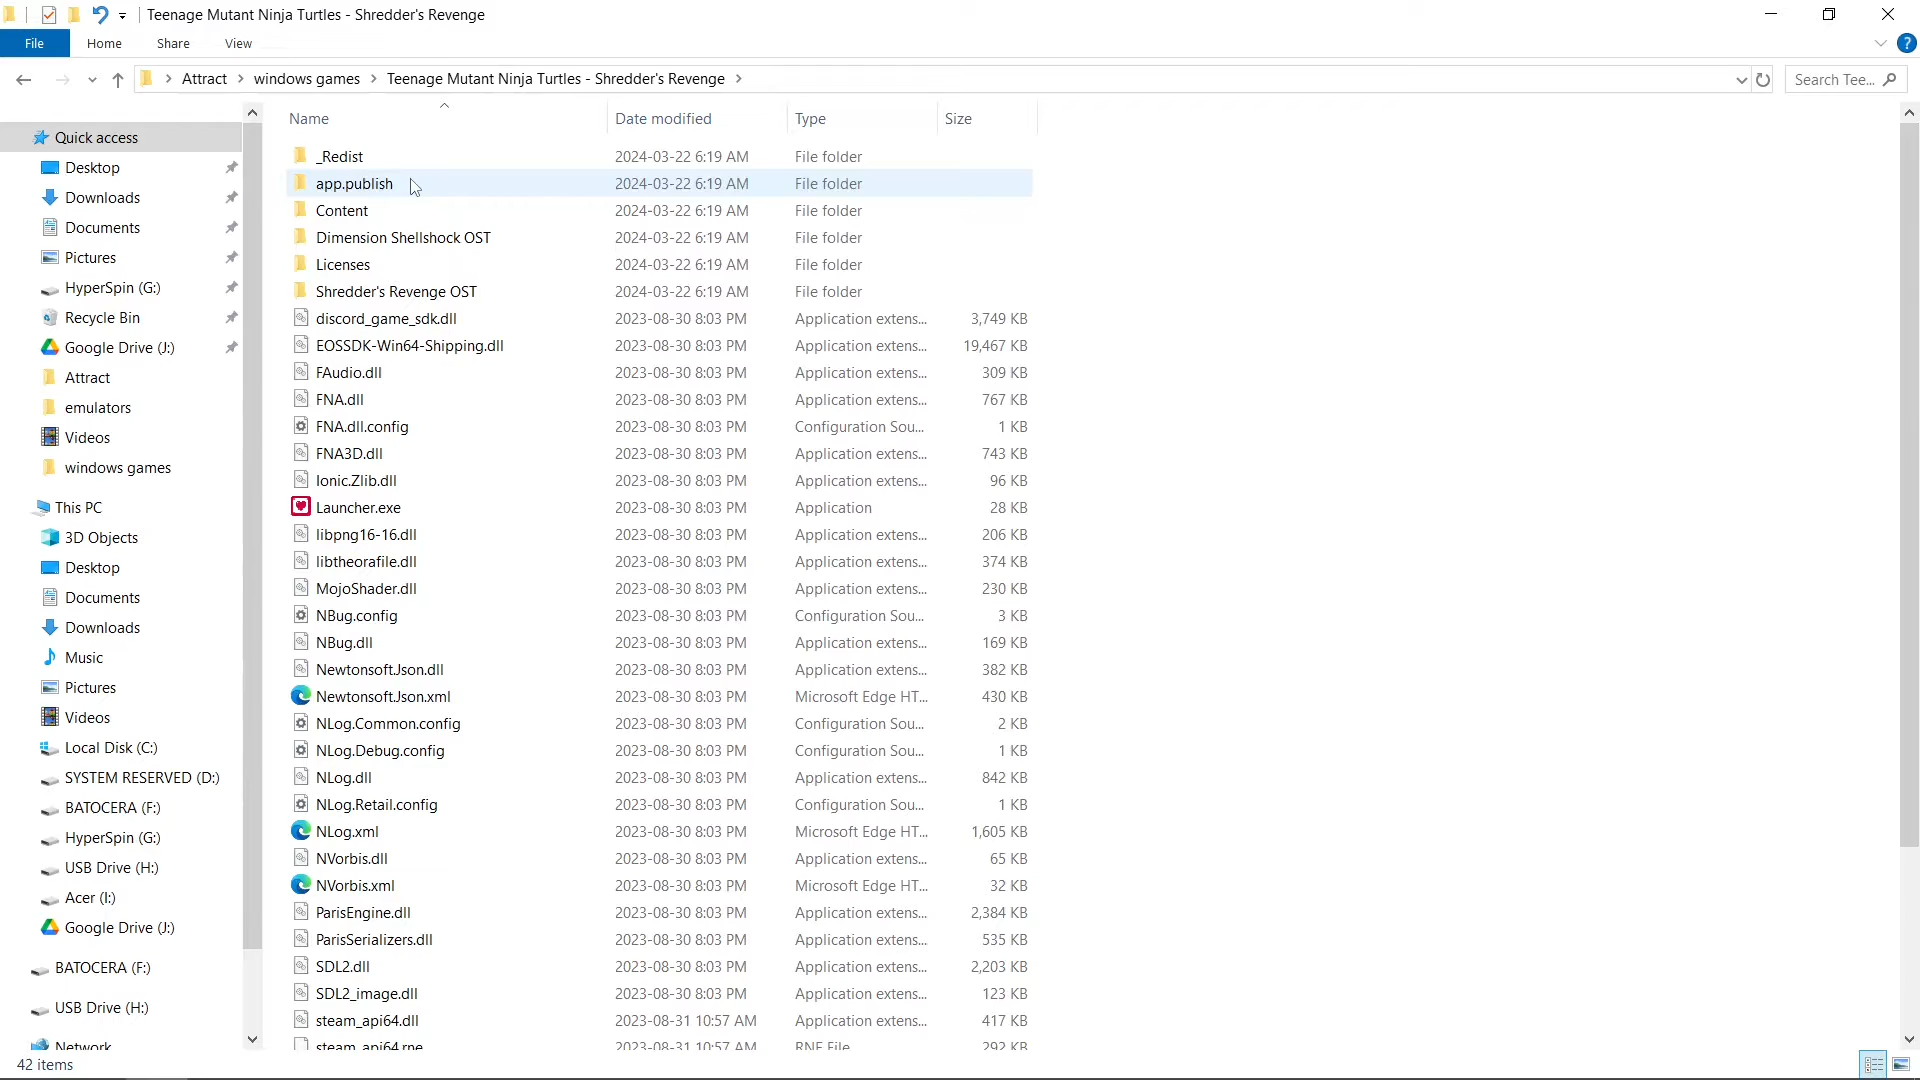 Teenage Mutant Ninja Turtles - Shredder's Revenge
File Home Share View
Attract windows games Teenage Mutant Ninja Turtles - Shredder's Revenge
Search Tee...
Quick access
Desktop
Downloads
Documents
Pictures
HyperSpin (G:)
Recycle Bin
Google Drive (J:)
Attract
emulators
Videos
windows games
This PC
3D Objects
Desktop
Documents
Downloads
Music
Pictures
Videos
Local Disk (C:)
SYSTEM RESERVED (D:)
BATOCERA (F:)
HyperSpin (G:)
USB Drive (H:)
Acer (I:)
Google Drive (J:)
BATOCERA (F:)
USB Drive (H:)
Network
Name Date modified Type Size
_Redist 2024-03-22 6:19 AM File folder
app.publish 2024-03-22 6:19 AM File folder
Content 2024-03-22 6:19 AM File folder
Dimension Shellshock OST 2024-03-22 6:19 AM File folder
Licenses 2024-03-22 6:19 AM File folder
Shredder's Revenge OST 2024-03-22 6:19 AM File folder
discord_game_sdk.dll 2023-08-30 8:03 PM Application extens... 3,749 KB
EOSSDK-Win64-Shipping.dll 2023-08-30 8:03 PM Application extens... 19,467 KB
FAudio.dll 2023-08-30 8:03 PM Application extens... 309 KB
FNA.dll 2023-08-30 8:03 PM Application extens... 767 KB
FNA.dll.config 2023-08-30 8:03 PM Configuration Sou... 1 KB
FNA3D.dll 2023-08-30 8:03 PM Application extens... 743 KB
Ionic.Zlib.dll 2023-08-30 8:03 PM Application extens... 96 KB
Launcher.exe 2023-08-30 8:03 PM Application 28 KB
libpng16-16.dll 2023-08-30 8:03 PM Application extens... 206 KB
libtheorafile.dll 2023-08-30 8:03 PM Application extens... 374 KB
MojoShader.dll 2023-08-30 8:03 PM Application extens... 230 KB
NBug.config 2023-08-30 8:03 PM Configuration Sou... 3 KB
NBug.dll 2023-08-30 8:03 PM Application extens... 169 KB
Newtonsoft.Json.dll 2023-08-30 8:03 PM Application extens... 382 KB
Newtonsoft.Json.xml 2023-08-30 8:03 PM Microsoft Edge HT... 430 KB
NLog.Common.config 2023-08-30 8:03 PM Configuration Sou... 2 KB
NLog.Debug.config 2023-08-30 8:03 PM Configuration Sou... 1 KB
NLog.dll 2023-08-30 8:03 PM Application extens... 842 KB
NLog.Retail.config 2023-08-30 8:03 PM Configuration Sou... 1 KB
NLog.xml 2023-08-30 8:03 PM Microsoft Edge HT... 1,605 KB
NVorbis.dll 2023-08-30 8:03 PM Application extens... 65 KB
NVorbis.xml 2023-08-30 8:03 PM Microsoft Edge HT... 32 KB
ParisEngine.dll 2023-08-30 8:03 PM Application extens... 2,384 KB
ParisSerializers.dll 2023-08-30 8:03 PM Application extens... 535 KB
SDL2.dll 2023-08-30 8:03 PM Application extens... 2,203 KB
SDL2_image.dll 2023-08-30 8:03 PM Application extens... 123 KB
steam_api64.dll 2023-08-31 10:57 AM Application extens... 417 KB
steam_api64.rne 2023-08-31 10:57 AM RNE File 292 KB
42 items